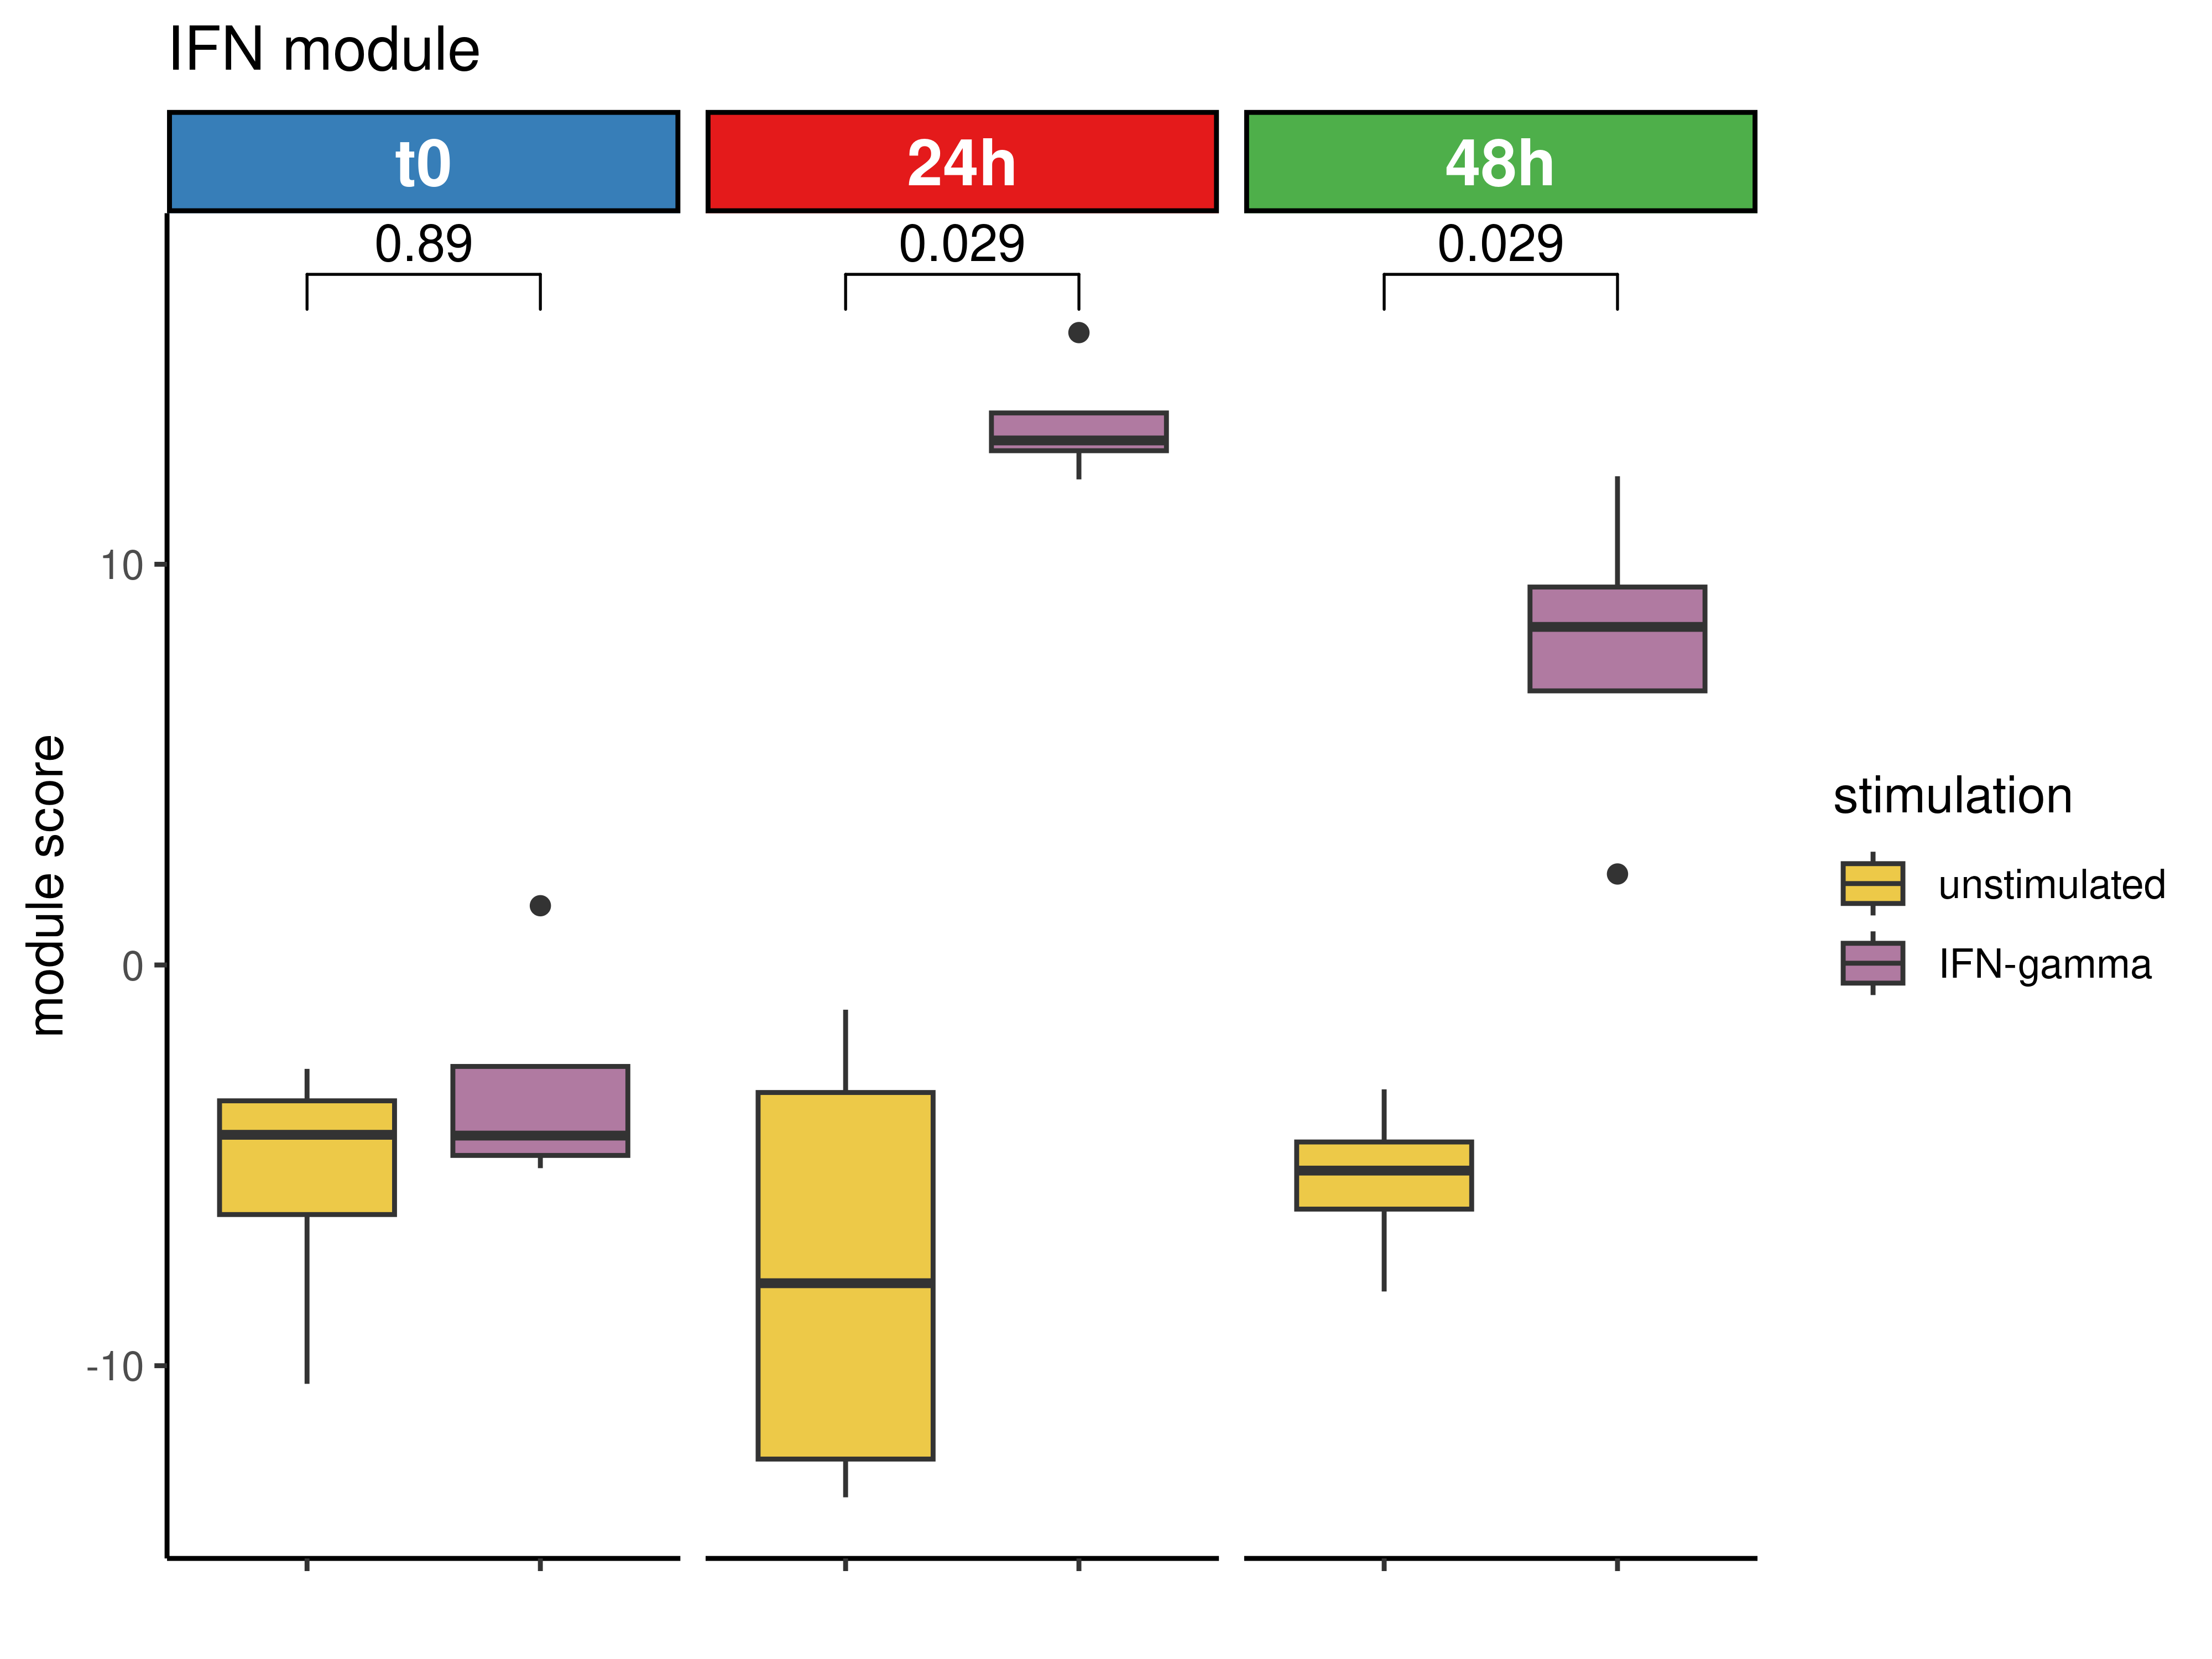 IFN module
t0
24h
48h
0.89
0.029
0.029
10
0
-10
module score
stimulation
unstimulated
IFN-gamma